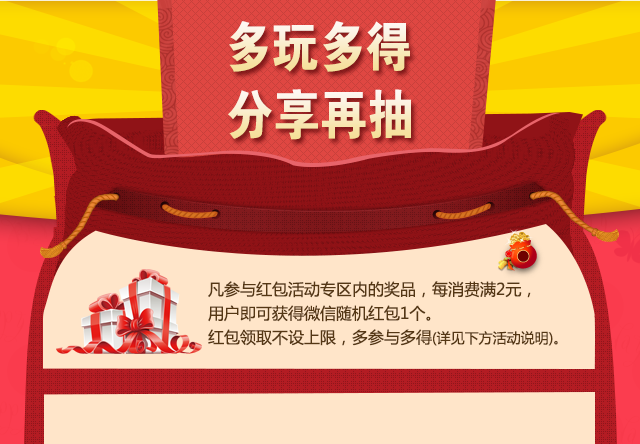 多玩多得
分享再抽
凡参与红包活动专区内的奖品，每消费满2元，
用户即可获得微信随机红包1个。
红包领取不设上限，多参与多得(详见下方活动说明)。